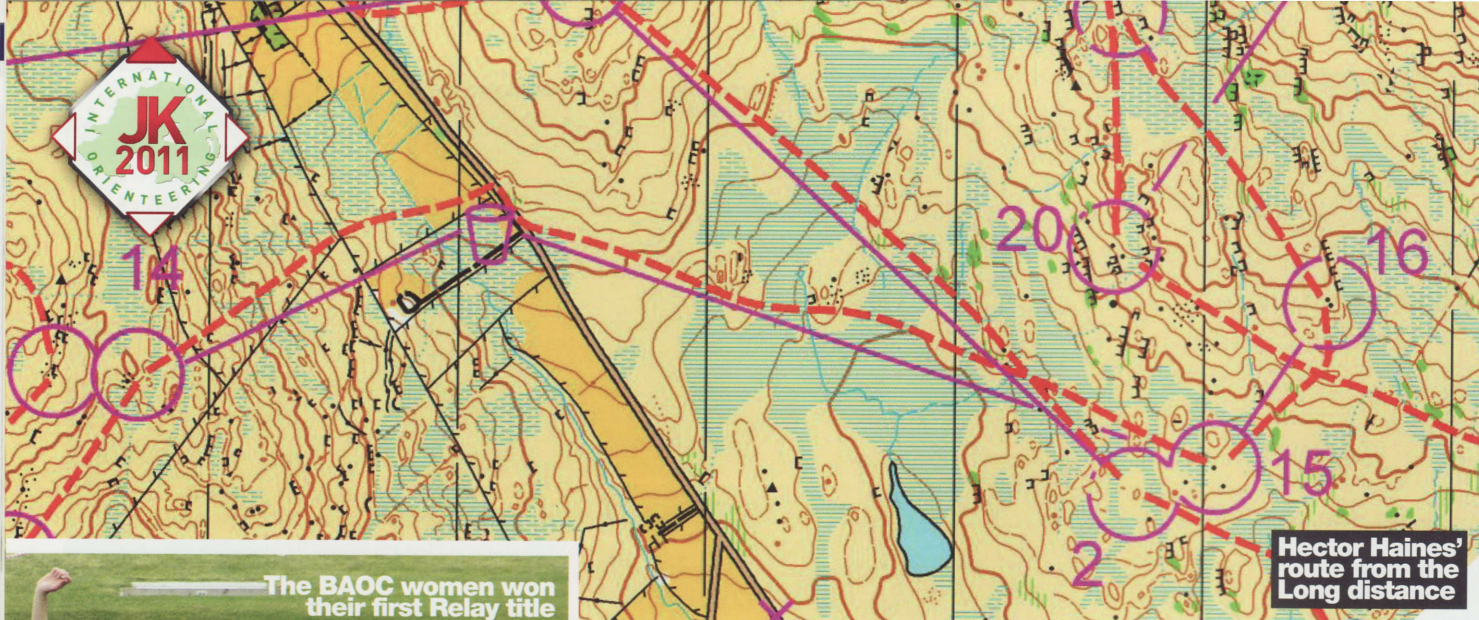 INTERNATIONAL
JK
2011
ORIENTEERING
14
20
16
15
2
The BAOC women won
their first Relay title
Hector Haines'
route from the
Long distance